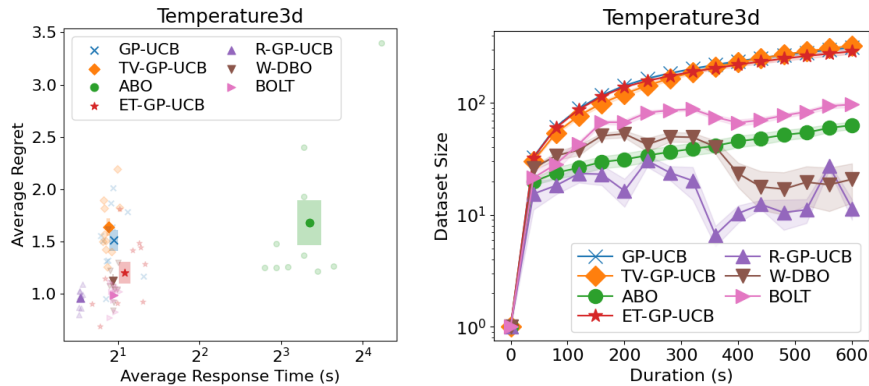 Temperature3d
Average Regret
3.5
3.0
2.5
2.0
1.5
1.0
GP-UCB
TV-GP-UCB
ABO
ET-GP-UCB
R-GP-UCB
W-DBO
BOLT
2^1
2^2
2^3
2^4
Average Response Time (s)
Temperature3d
Dataset Size
10^2
10^1
10^0
GP-UCB
TV-GP-UCB
ABO
ET-GP-UCB
R-GP-UCB
W-DBO
BOLT
0
100
200
300
400
500
600
Duration (s)